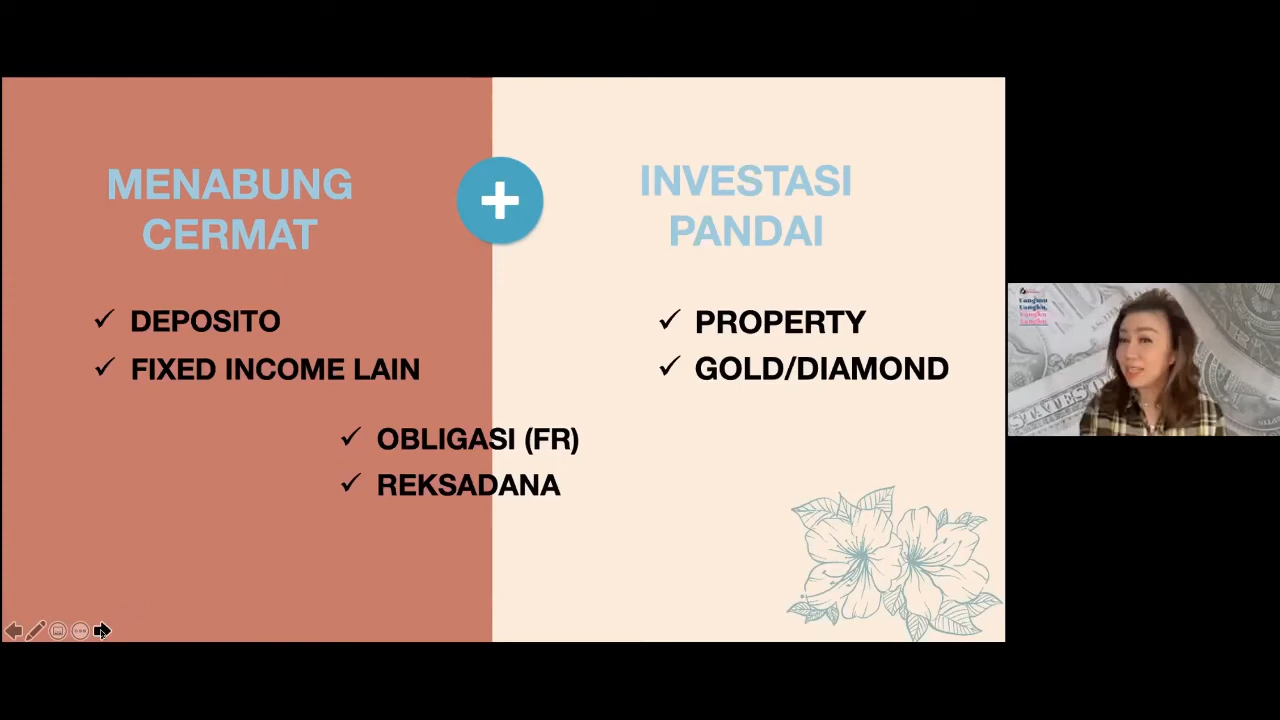 MENABUNG
CERMAT
+
INVESTASI
PANDAI
✓ DEPOSITO
✓ FIXED INCOME LAIN
✓ PROPERTY
✓ GOLD/DIAMOND
✓ OBLIGASI (FR)
✓ REKSADANA